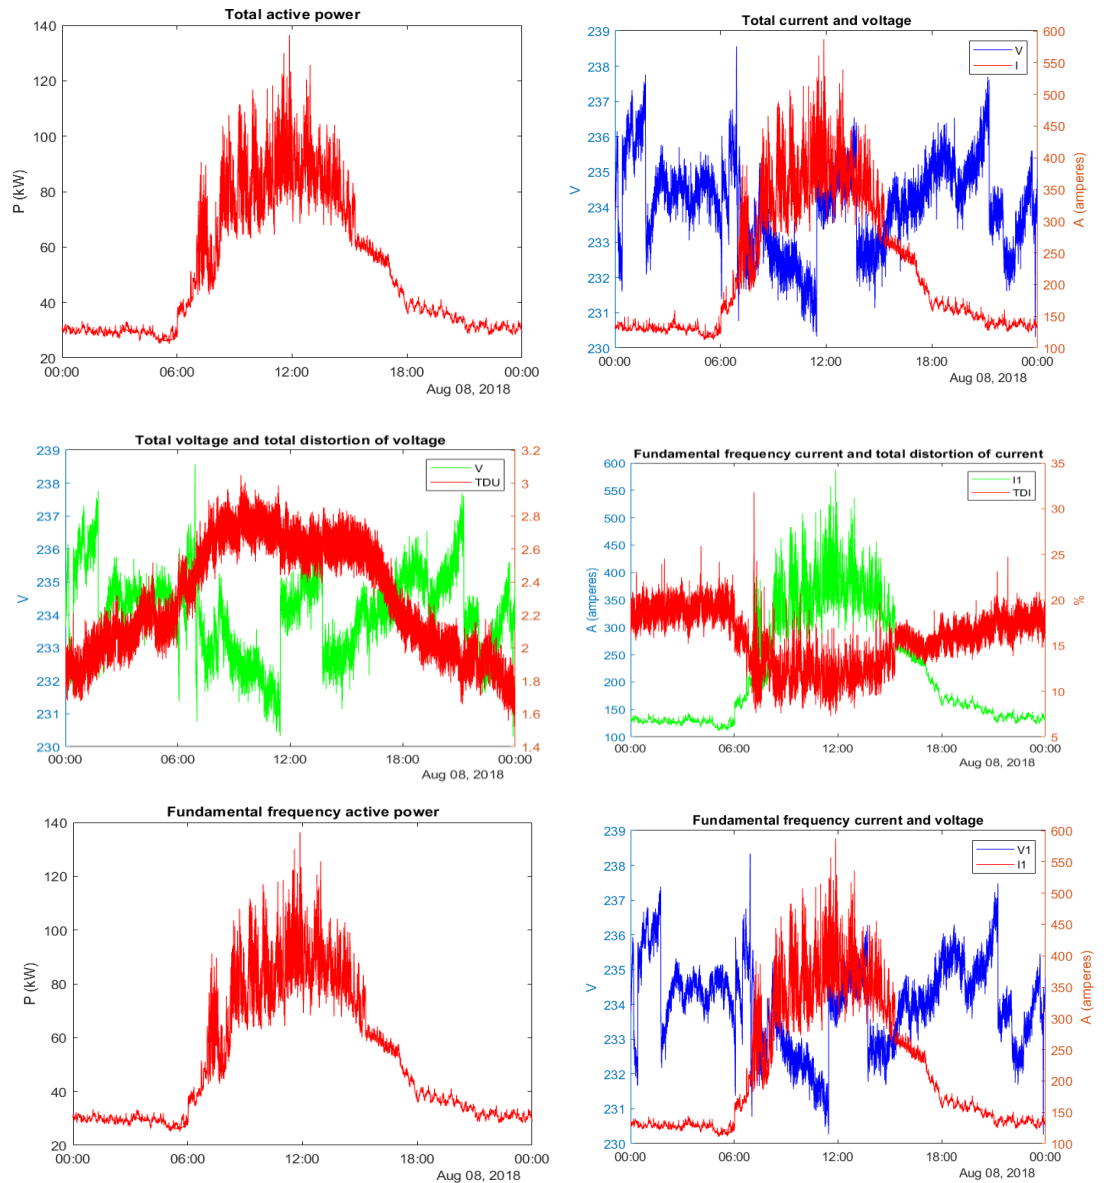 Total active power
140
120
100
80
60
40
20
P (kW)
00:00 06:00 12:00 18:00 00:00
Aug 08, 2018
Total current and voltage
239
238
237
236
235
234
233
232
231
230
V
600
550
500
450
400
350
300
250
200
150
100
A (amperes)
V
I
00:00 06:00 12:00 18:00 00:00
Aug 08, 2018
Total voltage and total distortion of voltage
239
238
237
236
235
234
233
232
231
230
V
3.2
3
2.8
2.6
2.4
2.2
2
1.8
1.6
1.4
V
TDU
00:00 06:00 12:00 18:00 00:00
Aug 08, 2018
Fundamental frequency current and total distortion of current
600
550
500
450
400
350
300
250
200
150
100
A (amperes)
35
30
25
20
15
10
5
%
I1
TDI
00:00 06:00 12:00 18:00 00:00
Aug 08, 2018
Fundamental frequency active power
140
120
100
80
60
40
20
P (kW)
00:00 06:00 12:00 18:00 00:00
Aug 08, 2018
Fundamental frequency current and voltage
239
238
237
236
235
234
233
232
231
230
V
600
550
500
450
400
350
300
250
200
150
100
A (amperes)
V1
I1
00:00 06:00 12:00 18:00 00:00
Aug 08, 2018